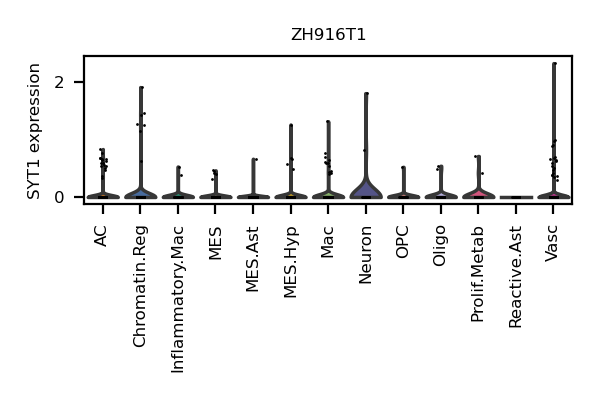 ZH916T1
SYT1 expression
2
0
AC
Chromatin.Reg
Inflammatory.Mac
MES
MES.Ast
MES.Hyp
Mac
Neuron
OPC
Oligo
Prolif.Metab
Reactive.Ast
Vasc